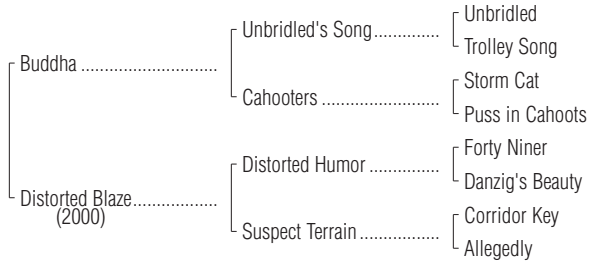 Unbridled
Unbridled's Song..............
Trolley Song
Buddha ............................
Storm Cat
Cahooters ........................
Puss in Cahoots
Forty Niner
Distorted Humor ...............
Danzig's Beauty
Distorted Blaze.................
(2000)
Corridor Key
Suspect Terrain .................
Allegedly